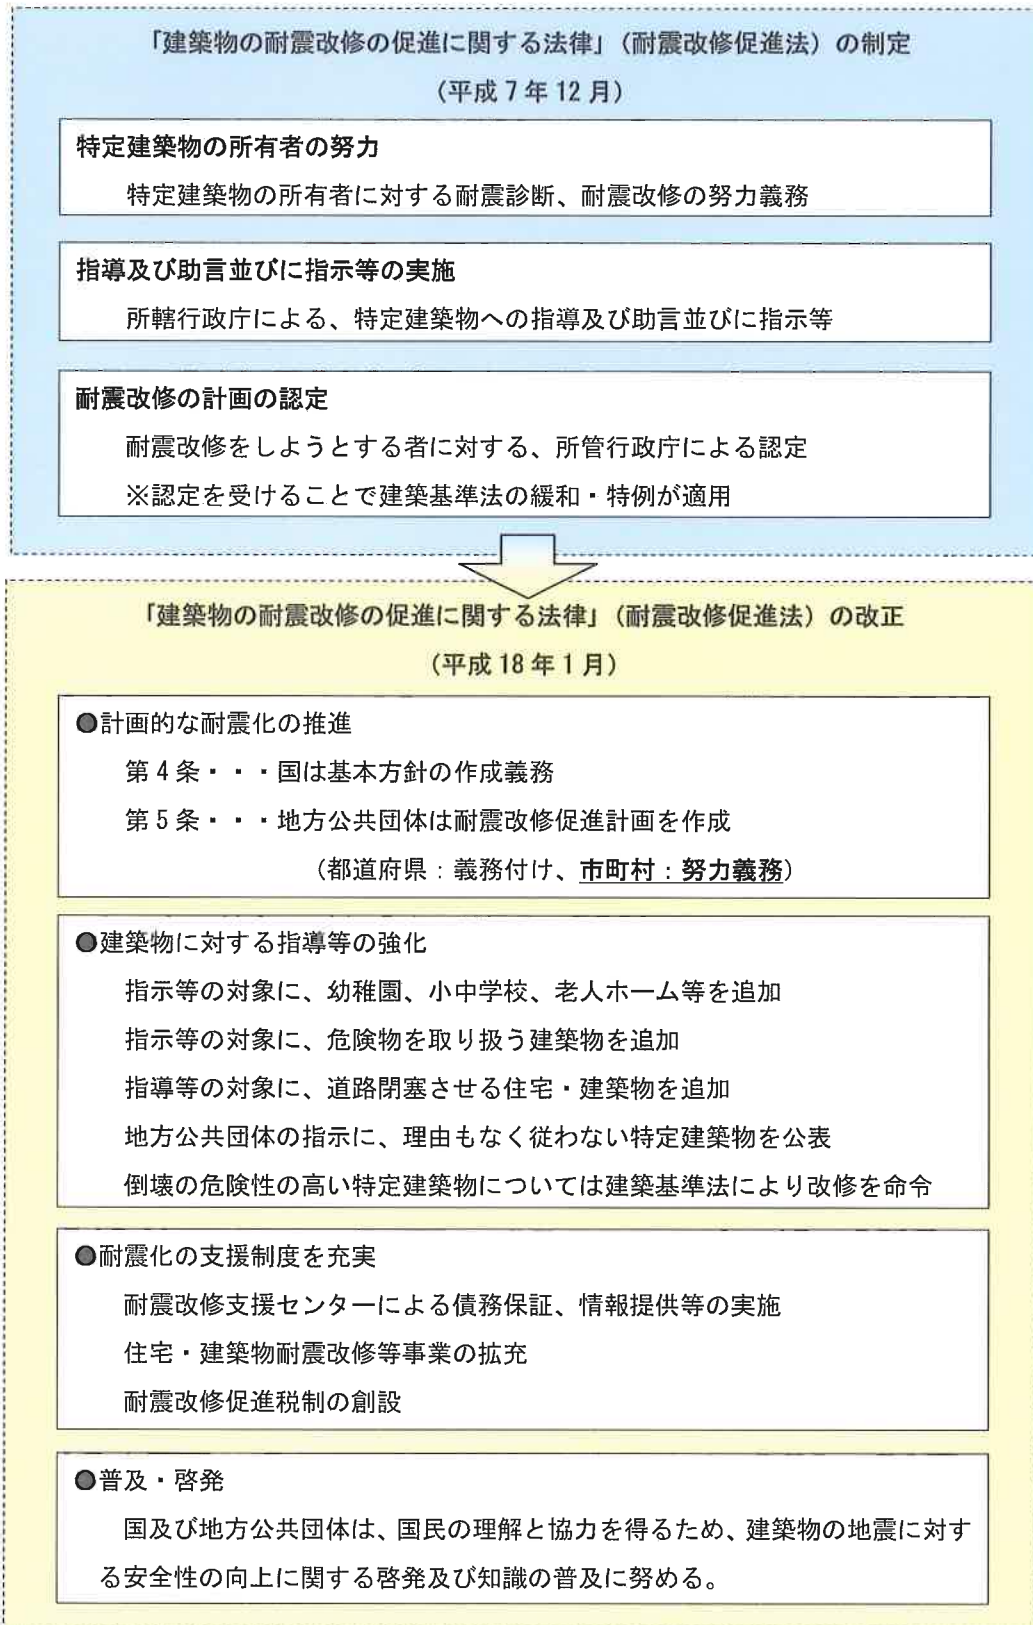 「建築物の耐震改修の促進に関する法律」（耐震改修促進法）の制定
（平成７年12月）
特定建築物の所有者の努力
特定建築物の所有者に対する耐震診断、耐震改修の努力義務
指導及び助言並びに指示等の実施
所轄行政庁による、特定建築物への指導及び助言並びに指示等
耐震改修の計画の認定
耐震改修をしようとする者に対する、所管行政庁による認定
※認定を受けることで建築基準法の緩和・特例が適用
「建築物の耐震改修の促進に関する法律」（耐震改修促進法）の改正
（平成18年１月）
●計画的な耐震化の推進
第４条・・・国は基本方針の作成義務
第５条・・・地方公共団体は耐震改修促進計画を作成
（都道府県：義務付け、市町村：努力義務）
●建築物に対する指導等の強化
指示等の対象に、幼稚園、小中学校、老人ホーム等を追加
指示等の対象に、危険物を取り扱う建築物を追加
指導等の対象に、道路閉塞させる住宅・建築物を追加
地方公共団体の指示に、理由もなく従わない特定建築物を公表
倒壊の危険性の高い特定建築物については建築基準法により改修を命令
●耐震化の支援制度を充実
耐震改修支援センターによる債務保証、情報提供等の実施
住宅・建築物耐震改修等事業の拡充
耐震改修促進税制の創設
●普及・啓発
国及び地方公共団体は、国民の理解と協力を得るため、建築物の地震に対す
る安全性の向上に関する啓発及び知識の普及に努める。